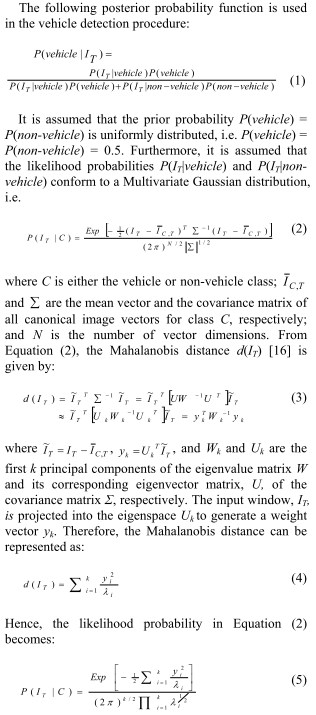 The following posterior probability function is used
in the vehicle detection procedure:
P(vehicle | I_T) =
P(I_T | vehicle)P(vehicle)
P(I_T | vehicle)P(vehicle)+P(I_T | non−vehicle)P(non−vehicle) (1)
It is assumed that the prior probability P(vehicle) =
P(non-vehicle) is uniformly distributed, i.e. P(vehicle) =
P(non-vehicle) = 0.5. Furthermore, it is assumed that
the likelihood probabilities P(I_T|vehicle) and P(I_T|non-
vehicle) conform to a Multivariate Gaussian distribution,
i.e.
P(I_T | C) = Exp [−½(I_T − Ī_{C,T})^T Σ^{−1}(I_T − Ī_{C,T})] / (2π)^{N/2} |Σ|^{1/2} (2)
where C is either the vehicle or non-vehicle class; Ī_{C,T}
and Σ are the mean vector and the covariance matrix of
all canonical image vectors for class C, respectively;
and N is the number of vector dimensions. From
Equation (2), the Mahalanobis distance d(I_T) [16] is
given by:
d(I_T) = Ĩ_T^T Σ^{−1} Ĩ_T = Ĩ_T^T [UW^{−1}U^T] Ĩ_T (3)
≈ Ĩ_T^T [U_k W_k^{−1} U_k^T] Ĩ_T = y_k^T W_k^{−1} y_k
where Ĩ_T = I_T − Ī_{C,T}, y_k = U_k^T Ĩ_T, and W_k and U_k are the
first k principal components of the eigenvalue matrix W
and its corresponding eigenvector matrix, U, of the
covariance matrix Σ, respectively. The input window, I_T,
is projected into the eigenspace U_k to generate a weight
vector y_k. Therefore, the Mahalanobis distance can be
represented as:
d(I_T) = Σ_{i=1}^k y_i^2 / λ_i (4)
Hence, the likelihood probability in Equation (2)
becomes:
P(I_T | C) = Exp [−½ Σ_{i=1}^k y_i^2 / λ_i] / (2π)^{k/2} ∏_{i=1}^k λ_i^{1/2} (5)